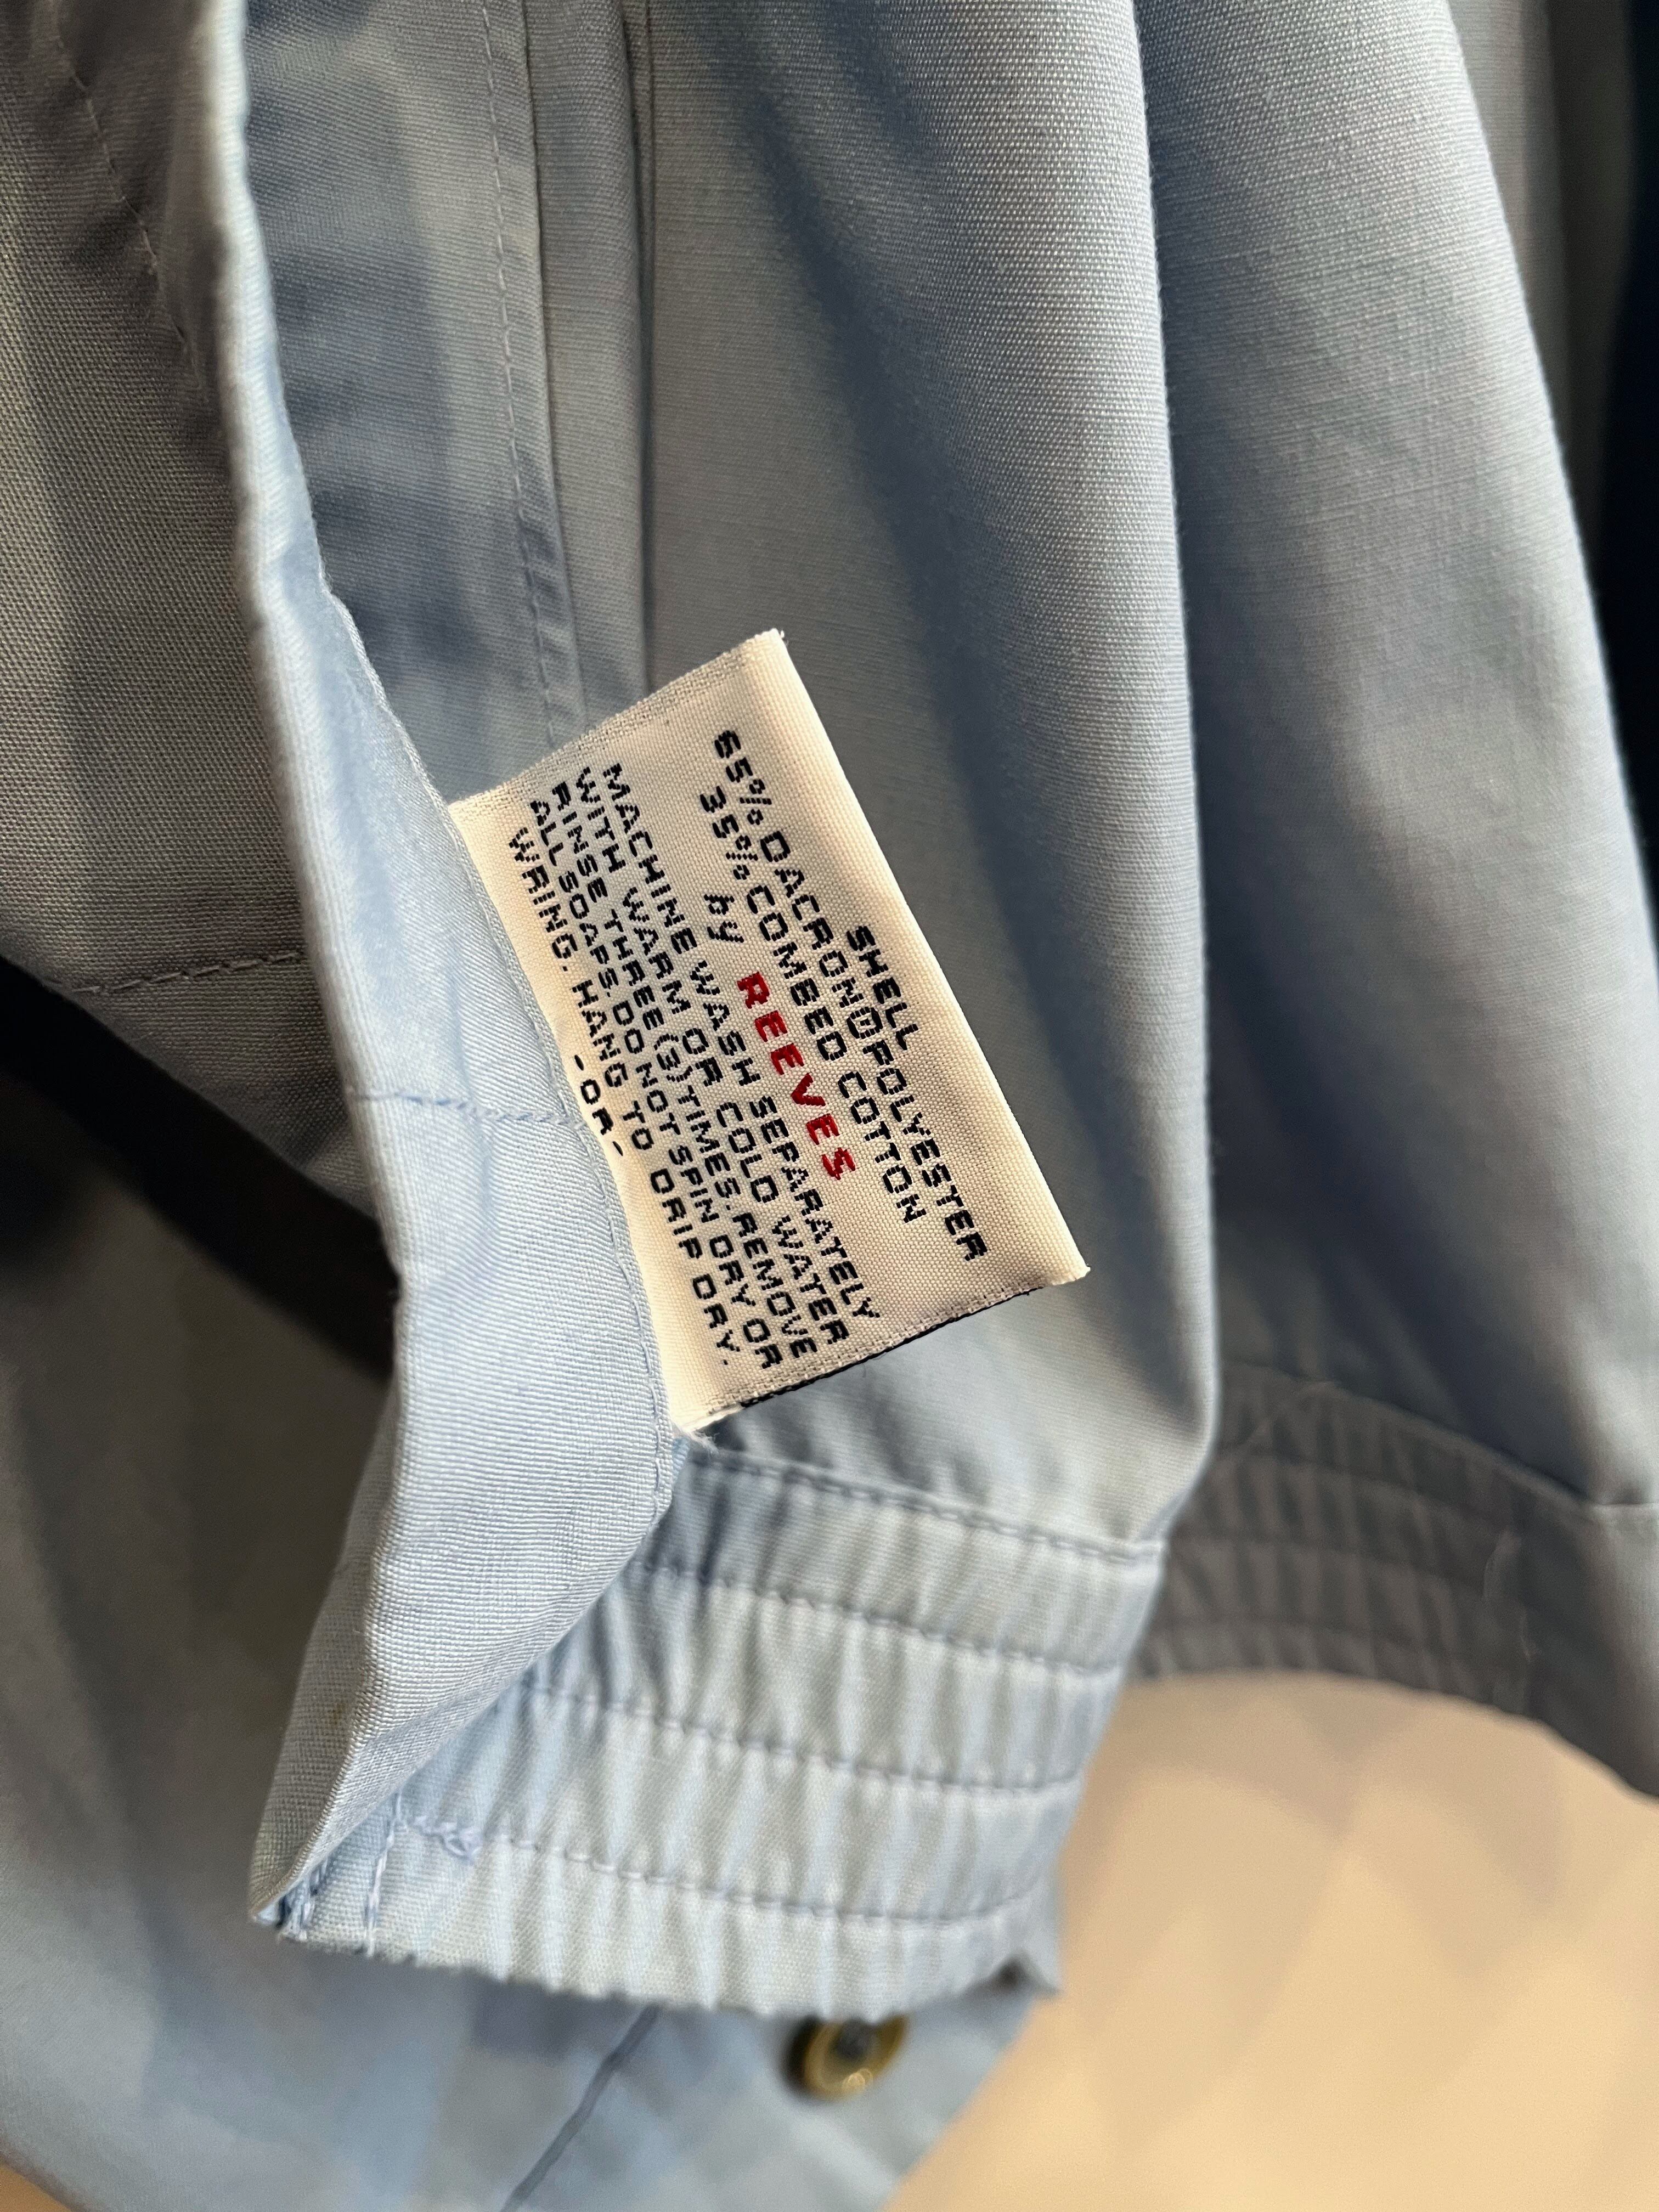 SHELL
65% DACRON®POLYESTER
35% COMBED COTTON
by REEVES
MACHINE WASH SEPARATELY
WITH WARM OR COLD WATER
RINSE THREE (3) TIMES. REMOVE
ALL SOAPS. DO NOT SPIN DRY OR
WRING. HANG TO DRIP DRY.
-OR-